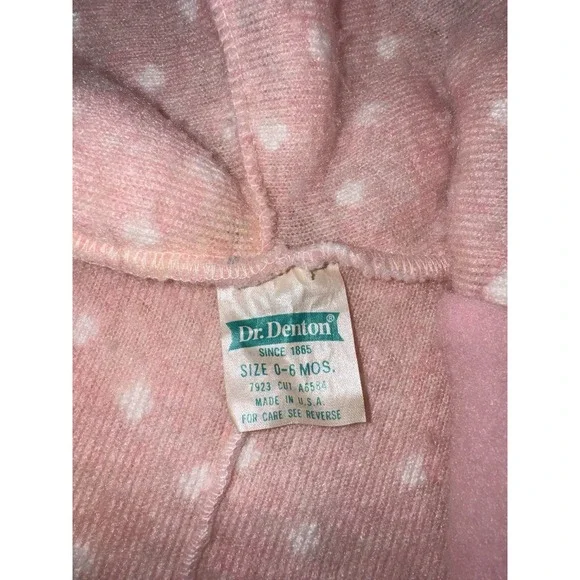 Dr. Denton®
SINCE 1865
SIZE 0-6 MOS.
7923 CUT A6584
MADE IN U.S.A.
FOR CARE SEE REVERSE